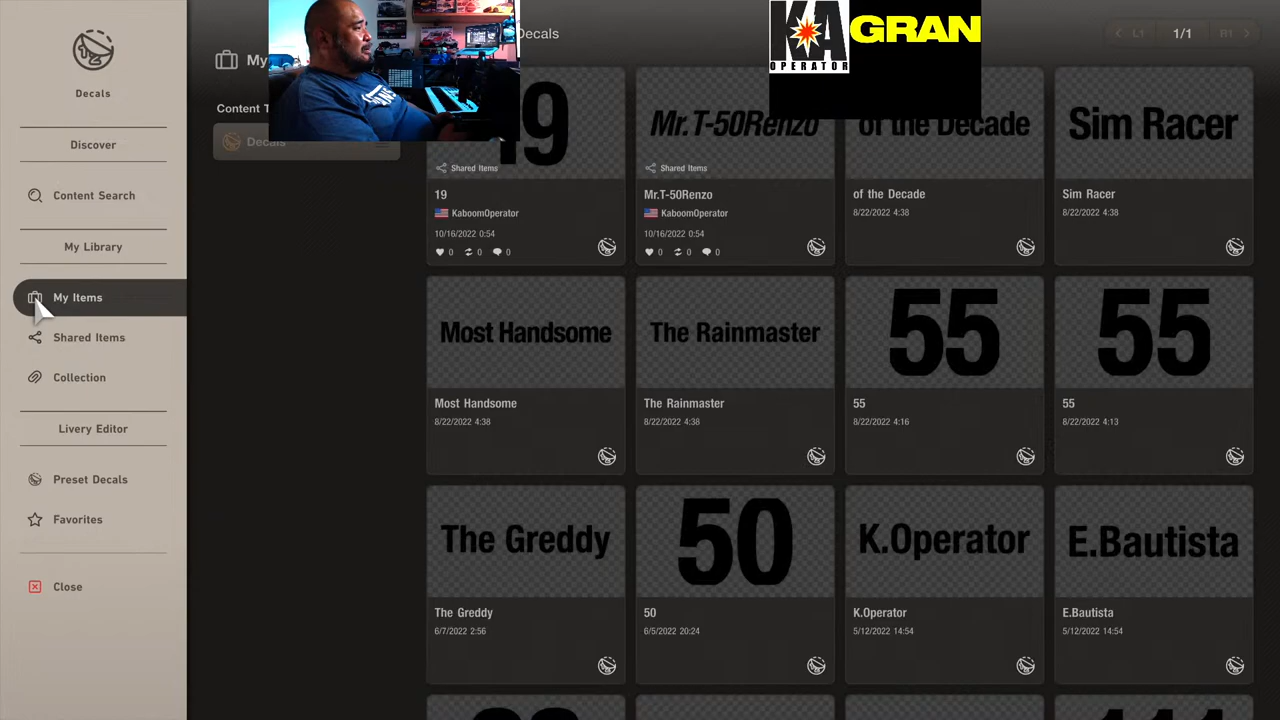 Decals
Discover
Content Search
My Library
My Items
Shared Items
Collection
Livery Editor
Preset Decals
Favorites
Close
My
Decals
KA
OPERATOR
GRAN
L1
1/1
R1
Content T
Decals
19
Shared Items
19
KaboomOperator
10/16/2022 0:54
0 0 0
Mr.T-50Renzo
Shared Items
Mr.T-50Renzo
KaboomOperator
10/16/2022 0:54
0 0 0
of the Decade
of the Decade
8/22/2022 4:38
Sim Racer
Sim Racer
8/22/2022 4:38
Most Handsome
Most Handsome
8/22/2022 4:38
The Rainmaster
The Rainmaster
8/22/2022 4:38
55
55
8/22/2022 4:16
55
55
8/22/2022 4:13
The Greddy
The Greddy
6/7/2022 2:56
50
50
6/5/2022 20:24
K.Operator
K.Operator
5/12/2022 14:54
E.Bautista
E.Bautista
5/12/2022 14:54